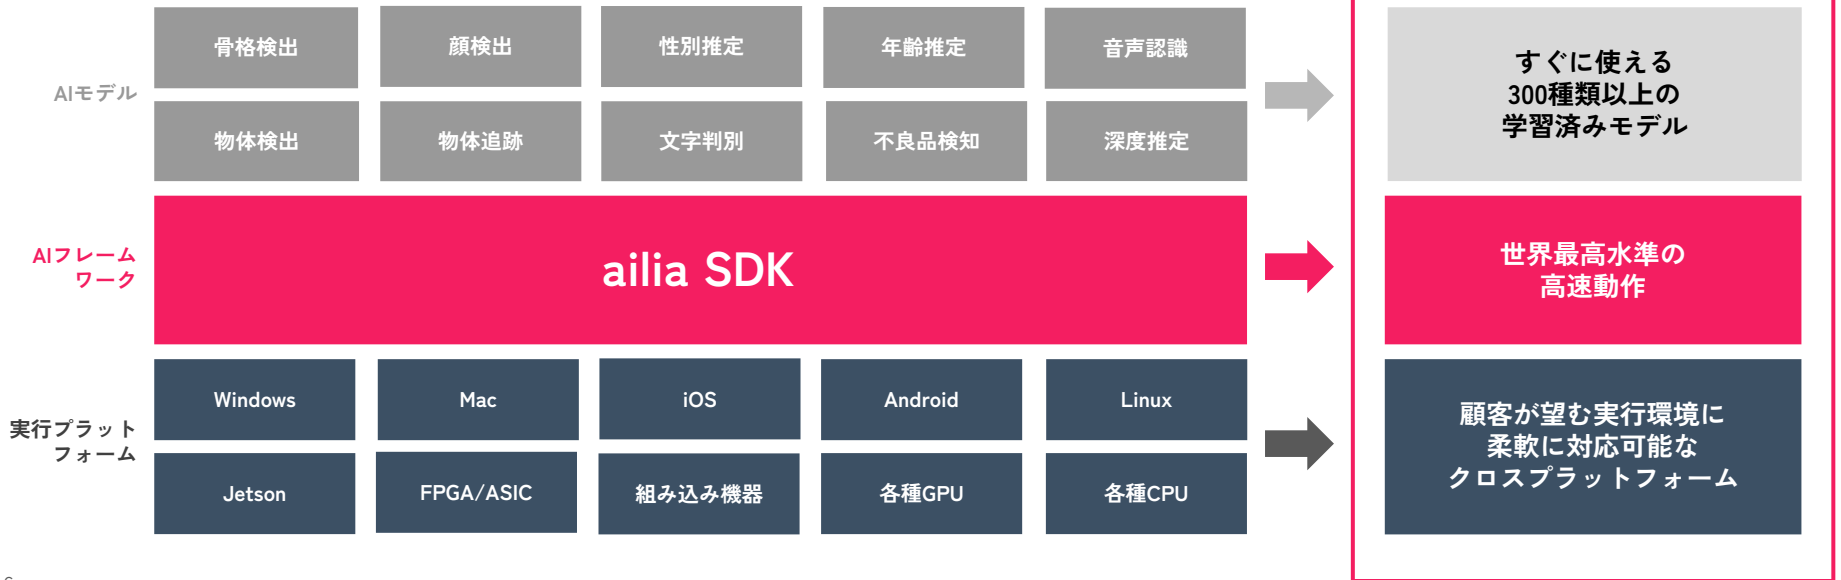 骨格検出
顔検出
性別推定
年齢推定
音声認識
AIモデル
物体検出
物体追跡
文字判別
不良品検知
深度推定
すぐに使える
300種類以上の
学習済みモデル
AIフレーム
ワーク
ailia SDK
世界最高水準の
高速動作
実行プラット
フォーム
Windows
Mac
iOS
Android
Linux
Jetson
FPGA/ASIC
組み込み機器
各種GPU
各種CPU
顧客が望む実行環境に
柔軟に対応可能な
クロスプラットフォーム